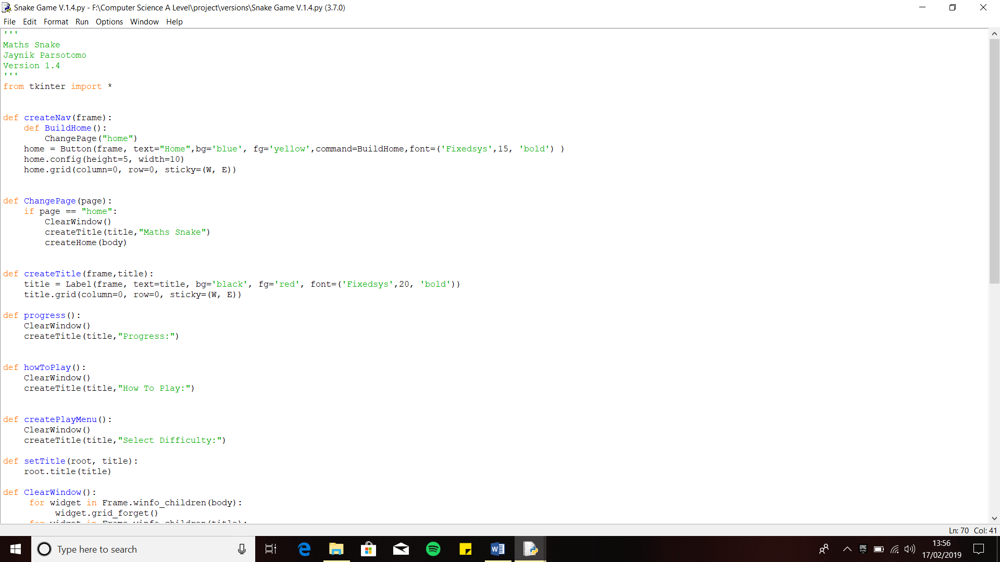 Snake Game V.1.4.py - F:\Computer Science A Level\project\versions\Snake Game V.1.4.py (3.7.0)
File Edit Format Run Options Window Help
'''
Maths Snake
Jaynik Parsotomo
Version 1.4
'''
from tkinter import *
def createNav(frame):
    def BuildHome():
        ChangePage("home")
    home = Button(frame, text="Home",bg='blue', fg='yellow',command=BuildHome,font=('Fixedsys',15, 'bold') )
    home.config(height=5, width=10)
    home.grid(column=0, row=0, sticky=(W, E))
def ChangePage(page):
    if page == "home":
        ClearWindow()
        createTitle(title,"Maths Snake")
        createHome(body)
def createTitle(frame,title):
    title = Label(frame, text=title, bg='black', fg='red', font=('Fixedsys',20, 'bold'))
    title.grid(column=0, row=0, sticky=(W, E))
def progress():
    ClearWindow()
    createTitle(title,"Progress:")
def howToPlay():
    ClearWindow()
    createTitle(title,"How To Play:")
def createPlayMenu():
    ClearWindow()
    createTitle(title,"Select Difficulty:")
def setTitle(root, title):
    root.title(title)
def ClearWindow():
     for widget in Frame.winfo_children(body):
          widget.grid_forget()
     for widget in Frame.winfo_children(title):
Ln: 70 Col: 41
Type here to search
EPIC
13:56
17/02/2019